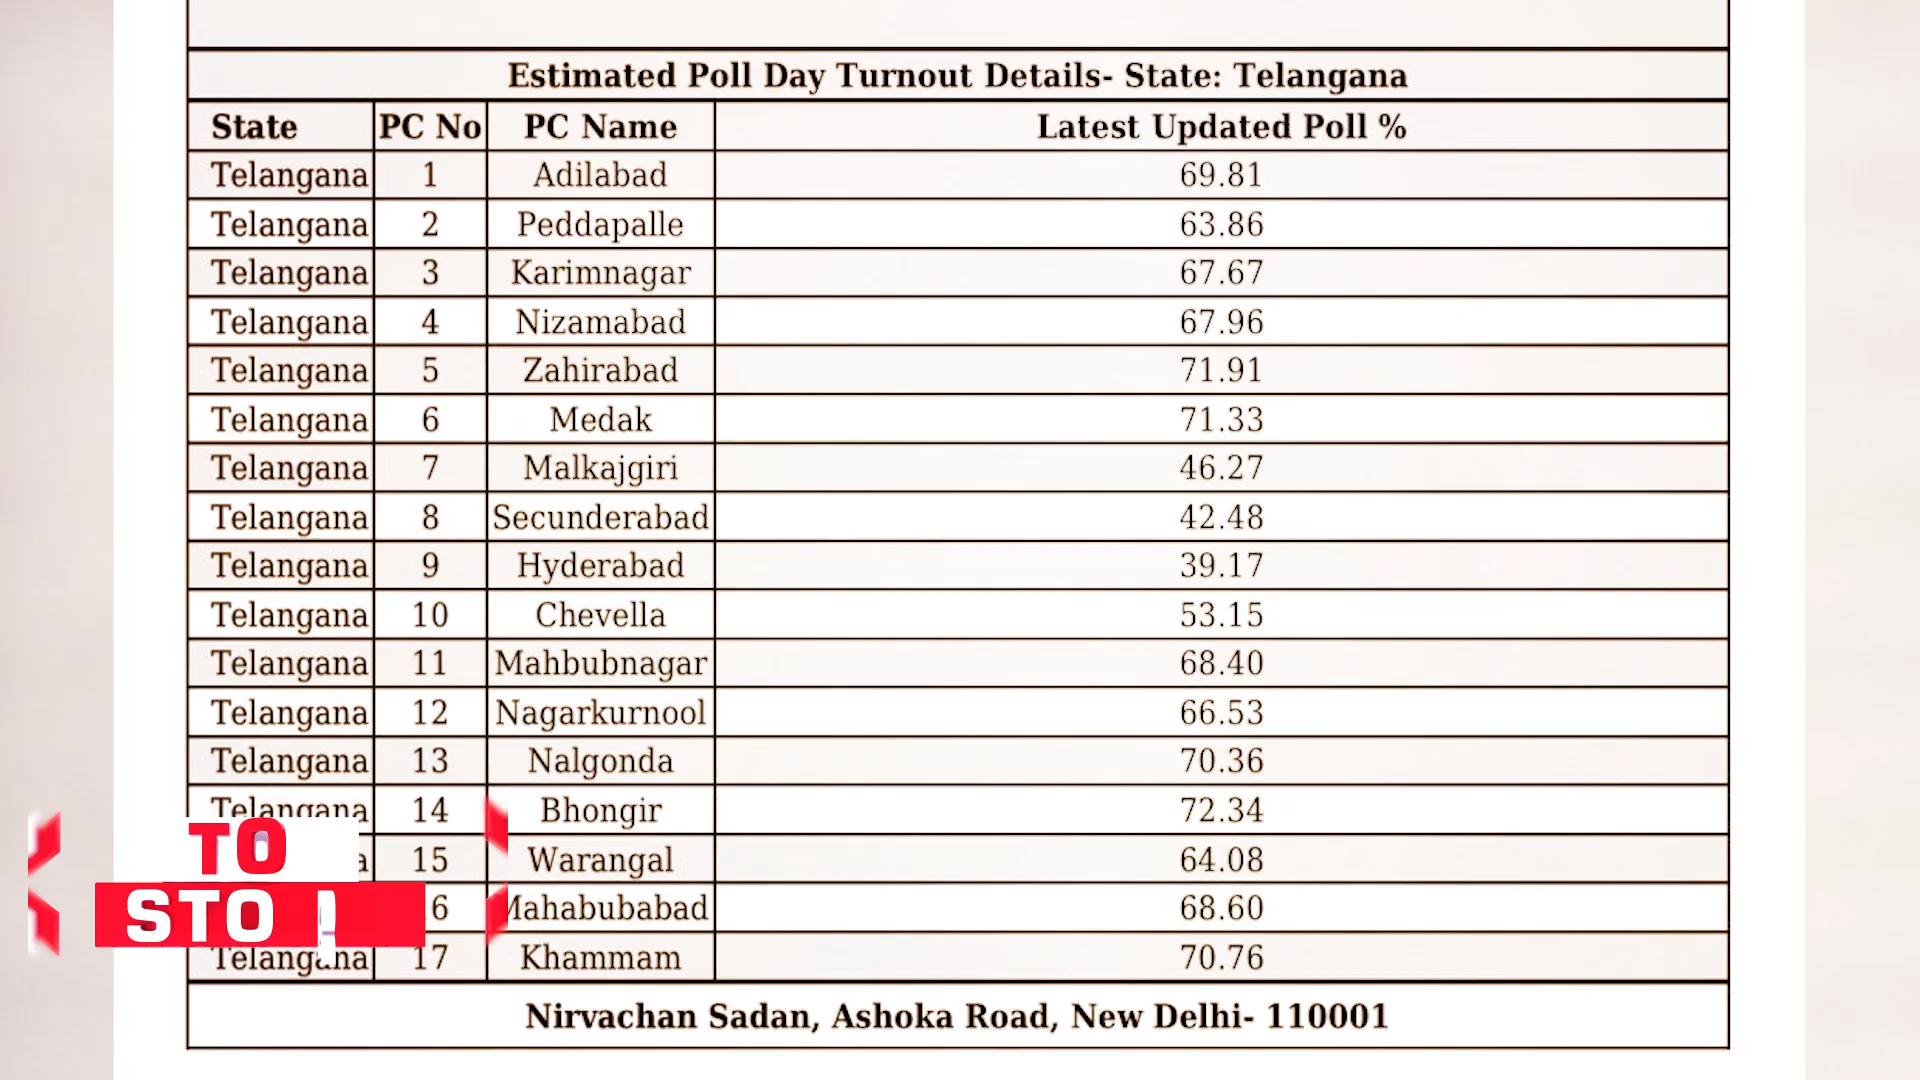 Estimated Poll Day Turnout Details- State: Telangana
State PC No PC Name Latest Updated Poll %
Telangana 1 Adilabad 69.81
Telangana 2 Peddapalle 63.86
Telangana 3 Karimnagar 67.67
Telangana 4 Nizamabad 67.96
Telangana 5 Zahirabad 71.91
Telangana 6 Medak 71.33
Telangana 7 Malkajgiri 46.27
Telangana 8 Secunderabad 42.48
Telangana 9 Hyderabad 39.17
Telangana 10 Chevella 53.15
Telangana 11 Mahbubnagar 68.40
Telangana 12 Nagarkurnool 66.53
Telangana 13 Nalgonda 70.36
Telangana 14 Bhongir 72.34
15 Warangal 64.08
Mahabubabad 68.60
Telangana 17 Khammam 70.76
Nirvachan Sadan, Ashoka Road, New Delhi- 110001
TO
STO